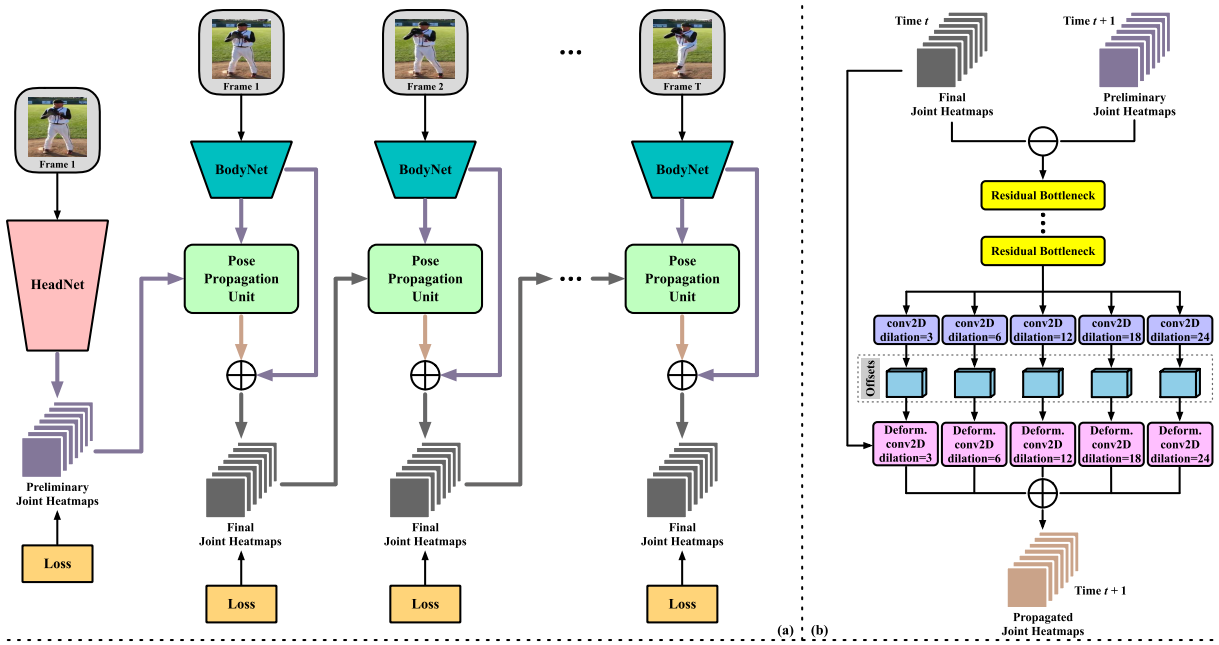 Frame 1
HeadNet
Preliminary
Joint Heatmaps
Loss
Frame 1
BodyNet
Pose
Propagation
Unit
Final
Joint Heatmaps
Loss
Frame 2
BodyNet
Pose
Propagation
Unit
Final
Joint Heatmaps
Loss
...
...
Frame T
BodyNet
Pose
Propagation
Unit
Final
Joint Heatmaps
Loss
(a)
(b)
Time t
Final
Joint Heatmaps
Time t + 1
Preliminary
Joint Heatmaps
Residual Bottleneck
Residual Bottleneck
conv2D
dilation=3
conv2D
dilation=6
conv2D
dilation=12
conv2D
dilation=18
conv2D
dilation=24
Offsets
Deform.
conv2D
dilation=3
Deform.
conv2D
dilation=6
Deform.
conv2D
dilation=12
Deform.
conv2D
dilation=18
Deform.
conv2D
dilation=24
Time t + 1
Propagated
Joint Heatmaps